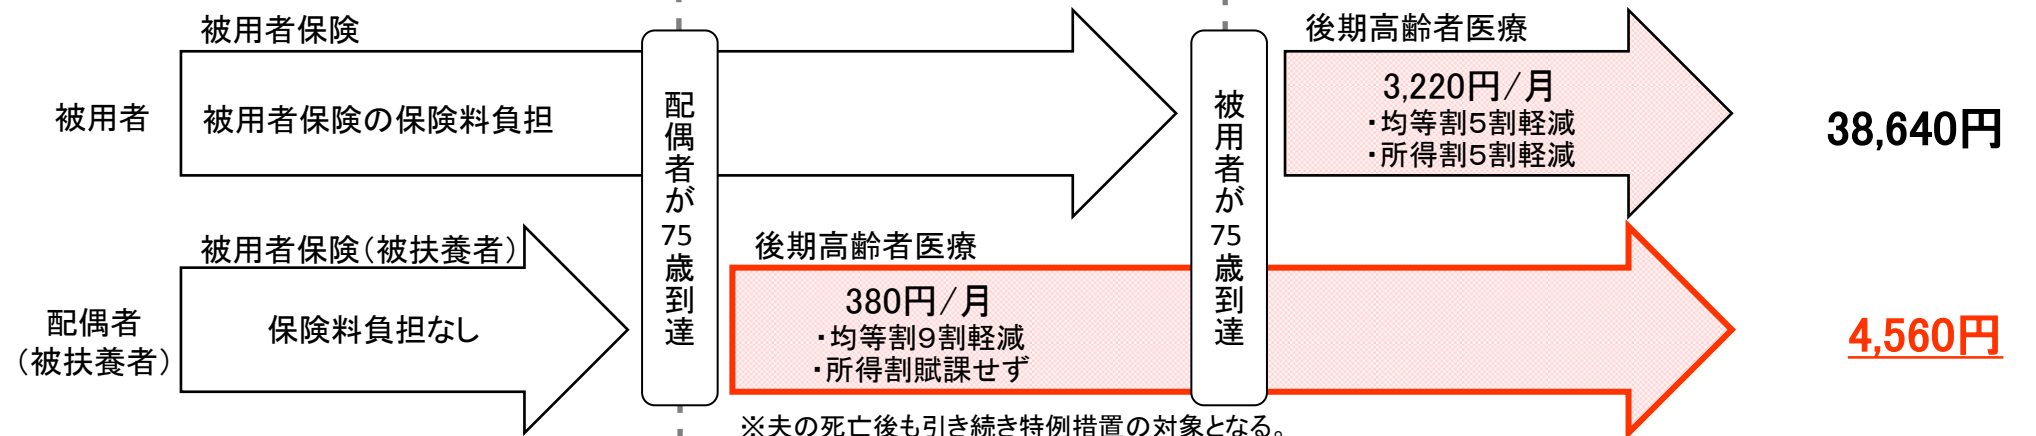 被用者保険
被用者
被用者保険の保険料負担
配偶者が75歳到達
被用者が75歳到達
後期高齢者医療
3,220円/月
・均等割5割軽減
・所得割5割軽減
38,640円
被用者保険(被扶養者)
配偶者
(被扶養者)
保険料負担なし
後期高齢者医療
380円/月
・均等割9割軽減
・所得割賦課せず
4,560円
※夫の死亡後も引き続き特例措置の対象となる。